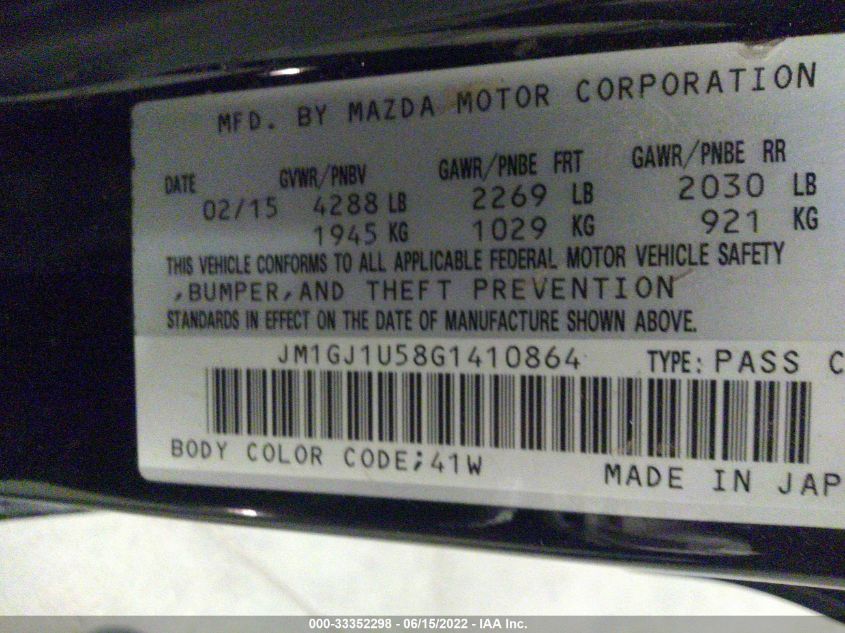 MFD. BY MAZDA MOTOR CORPORATION
DATE GVWR/PNBV GAWR/PNBE FRT GAWR/PNBE RR
02/15 4288 LB 2269 LB 2030 LB
1945 KG 1029 KG 921 KG
THIS VEHICLE CONFORMS TO ALL APPLICABLE FEDERAL MOTOR VEHICLE SAFETY
,BUMPER,AND THEFT PREVENTION
STANDARDS IN EFFECT ON THE DATE OF MANUFACTURE SHOWN ABOVE.
JM1GJ1U58G1410864 TYPE: PASS C
BODY COLOR CODE;41W
MADE IN JAP
000-33352298 - 06/15/2022 - IAA Inc.